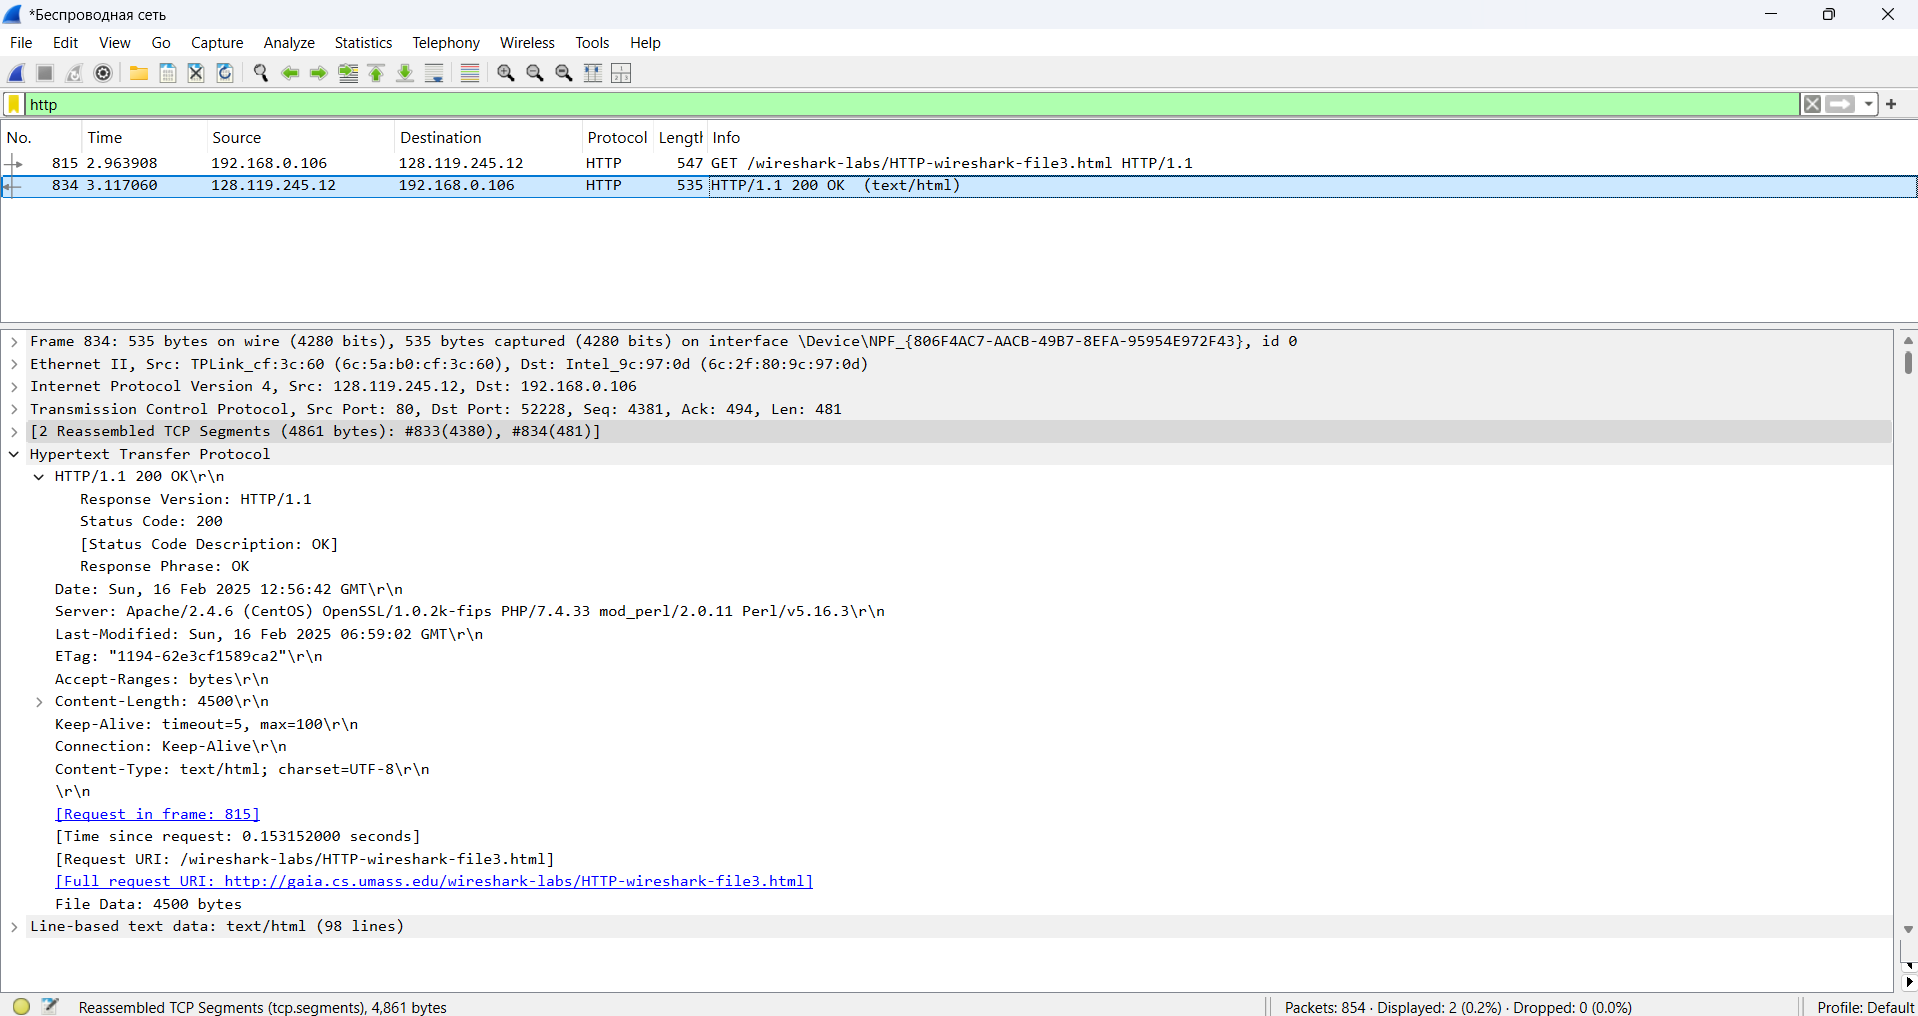 *Беспроводная сеть
File Edit View Go Capture Analyze Statistics Telephony Wireless Tools Help
http
No. Time Source Destination Protocol Length Info
815 2.963908 192.168.0.106 128.119.245.12 HTTP 547 GET /wireshark-labs/HTTP-wireshark-file3.html HTTP/1.1
834 3.117060 128.119.245.12 192.168.0.106 HTTP 535 HTTP/1.1 200 OK (text/html)
Frame 834: 535 bytes on wire (4280 bits), 535 bytes captured (4280 bits) on interface \Device\NPF_{806F4AC7-AACB-49B7-8EFA-95954E972F43}, id 0
Ethernet II, Src: TPLink_cf:3c:60 (6c:5a:b0:cf:3c:60), Dst: Intel_9c:97:0d (6c:2f:80:9c:97:0d)
Internet Protocol Version 4, Src: 128.119.245.12, Dst: 192.168.0.106
Transmission Control Protocol, Src Port: 80, Dst Port: 52228, Seq: 4381, Ack: 494, Len: 481
[2 Reassembled TCP Segments (4861 bytes): #833(4380), #834(481)]
Hypertext Transfer Protocol
HTTP/1.1 200 OK\r\n
Response Version: HTTP/1.1
Status Code: 200
[Status Code Description: OK]
Response Phrase: OK
Date: Sun, 16 Feb 2025 12:56:42 GMT\r\n
Server: Apache/2.4.6 (CentOS) OpenSSL/1.0.2k-fips PHP/7.4.33 mod_perl/2.0.11 Perl/v5.16.3\r\n
Last-Modified: Sun, 16 Feb 2025 06:59:02 GMT\r\n
ETag: "1194-62e3cf1589ca2"\r\n
Accept-Ranges: bytes\r\n
Content-Length: 4500\r\n
Keep-Alive: timeout=5, max=100\r\n
Connection: Keep-Alive\r\n
Content-Type: text/html; charset=UTF-8\r\n
\r\n
[Request in frame: 815]
[Time since request: 0.153152000 seconds]
[Request URI: /wireshark-labs/HTTP-wireshark-file3.html]
[Full request URI: http://gaia.cs.umass.edu/wireshark-labs/HTTP-wireshark-file3.html]
File Data: 4500 bytes
Line-based text data: text/html (98 lines)
Reassembled TCP Segments (tcp.segments), 4,861 bytes Packets: 854 · Displayed: 2 (0.2%) · Dropped: 0 (0.0%) Profile: Default